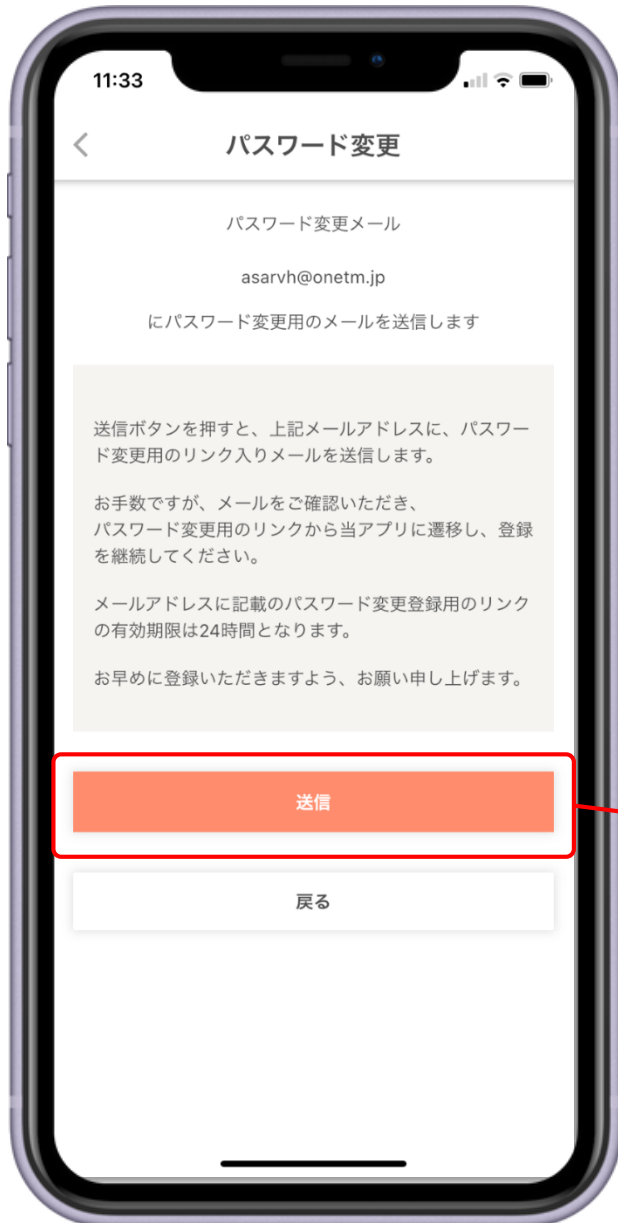 11:33
パスワード変更
パスワード変更メール
asarvh@onetm.jp
にパスワード変更用のメールを送信します
送信ボタンを押すと、上記メールアドレスに、パスワー
ド変更用のリンク入りメールを送信します。
お手数ですが、メールをご確認いただき、
パスワード変更用のリンクから当アプリに遷移し、登録
を継続してください。
メールアドレスに記載のパスワード変更登録用のリンク
の有効期限は24時間となります。
お早めに登録いただきますよう、お願い申し上げます。
送信
戻る